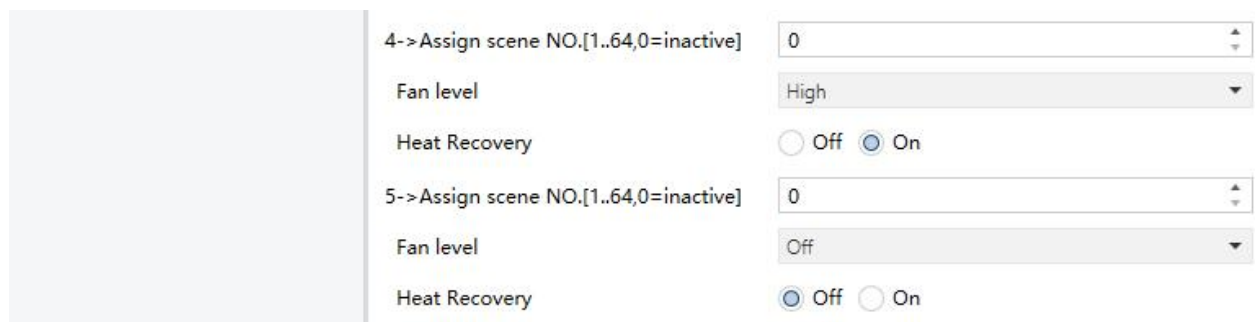 4->Assign scene NO.[1..64,0=inactive] 0
Fan level High
Heat Recovery Off On
5->Assign scene NO.[1..64,0=inactive] 0
Fan level Off
Heat Recovery Off On